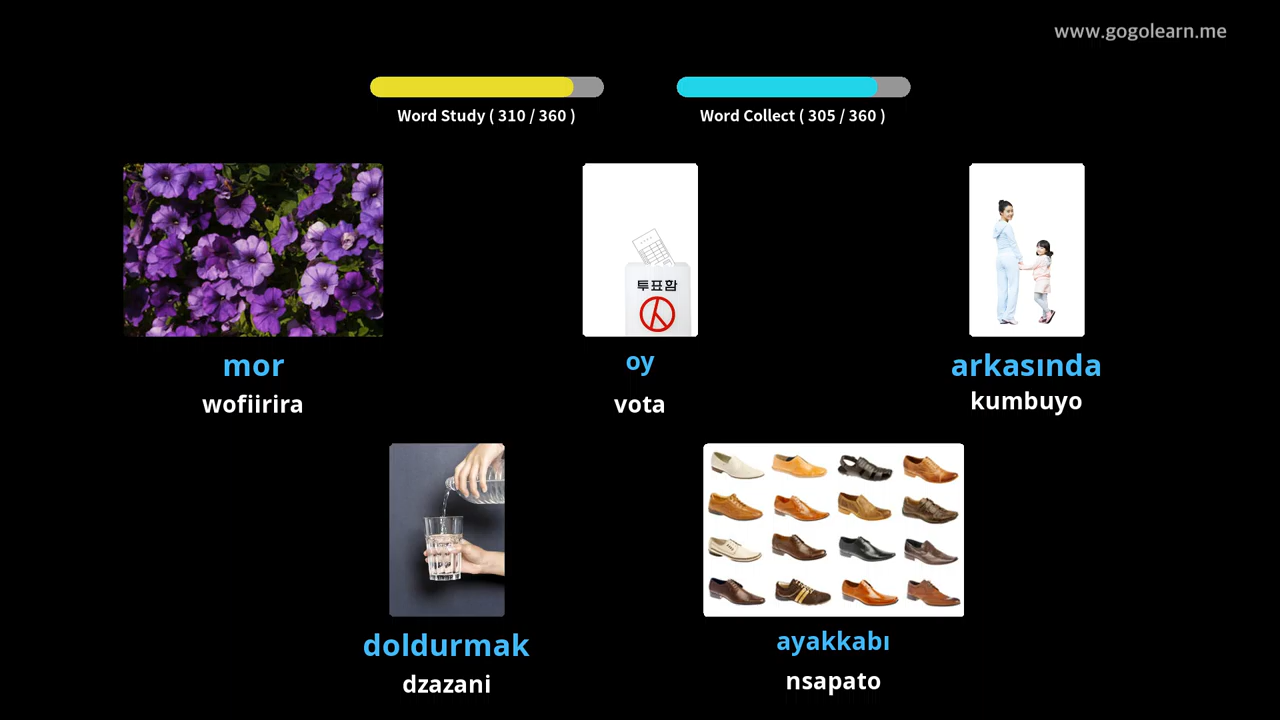 www.gogolearn.me
Word Study ( 310 / 360 )
Word Collect ( 305 / 360 )
투표함
mor
oy
arkasında
wofiirira
vota
kumbuyo
doldurmak
ayakkabı
dzazani
nsapato